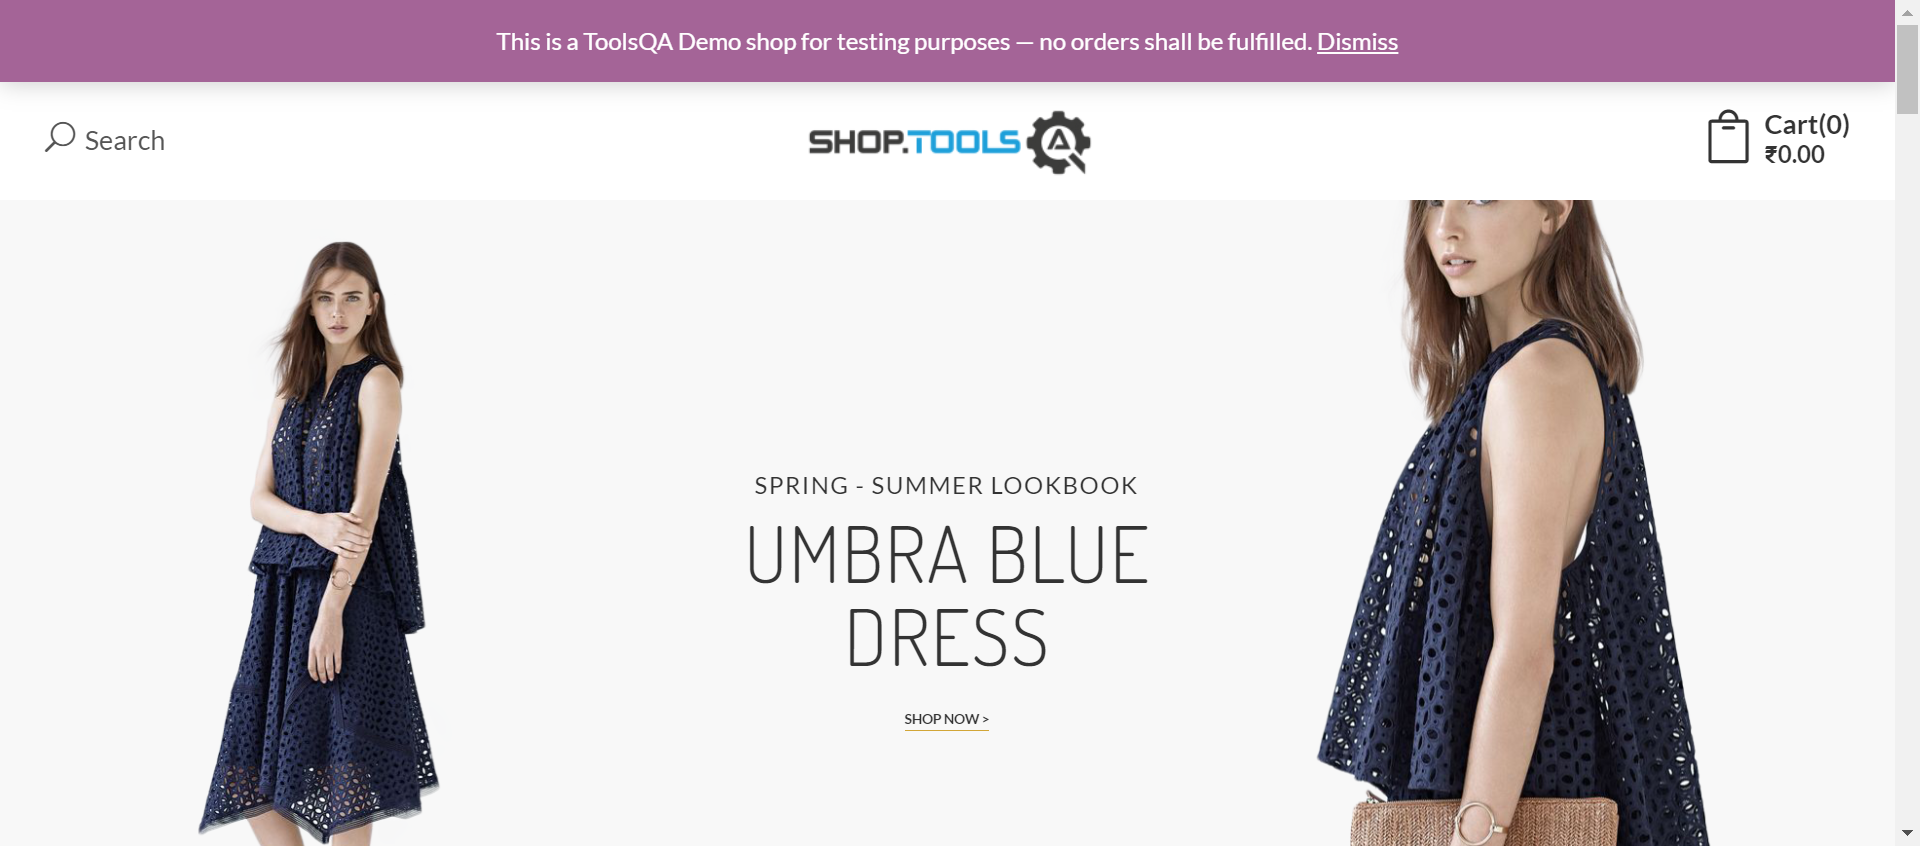 This is a ToolsQA Demo shop for testing purposes — no orders shall be fulfilled. Dismiss
Search
SHOP.TOOLSQA
Cart(0)
₹0.00
SPRING - SUMMER LOOKBOOK
UMBRA BLUE
DRESS
SHOP NOW >